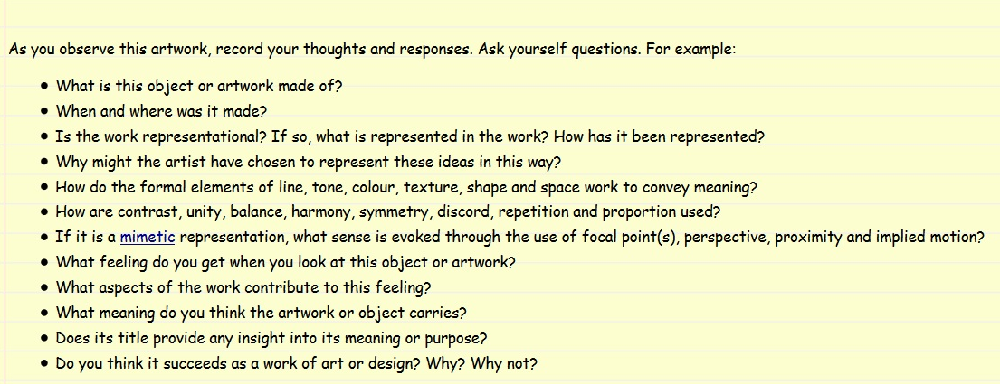 As you observe this artwork, record your thoughts and responses. Ask yourself questions. For example:
• What is this object or artwork made of?
• When and where was it made?
• Is the work representational? If so, what is represented in the work? How has it been represented?
• Why might the artist have chosen to represent these ideas in this way?
• How do the formal elements of line, tone, colour, texture, shape and space work to convey meaning?
• How are contrast, unity, balance, harmony, symmetry, discord, repetition and proportion used?
• If it is a mimetic representation, what sense is evoked through the use of focal point(s), perspective, proximity and implied motion?
• What feeling do you get when you look at this object or artwork?
• What aspects of the work contribute to this feeling?
• What meaning do you think the artwork or object carries?
• Does its title provide any insight into its meaning or purpose?
• Do you think it succeeds as a work of art or design? Why? Why not?